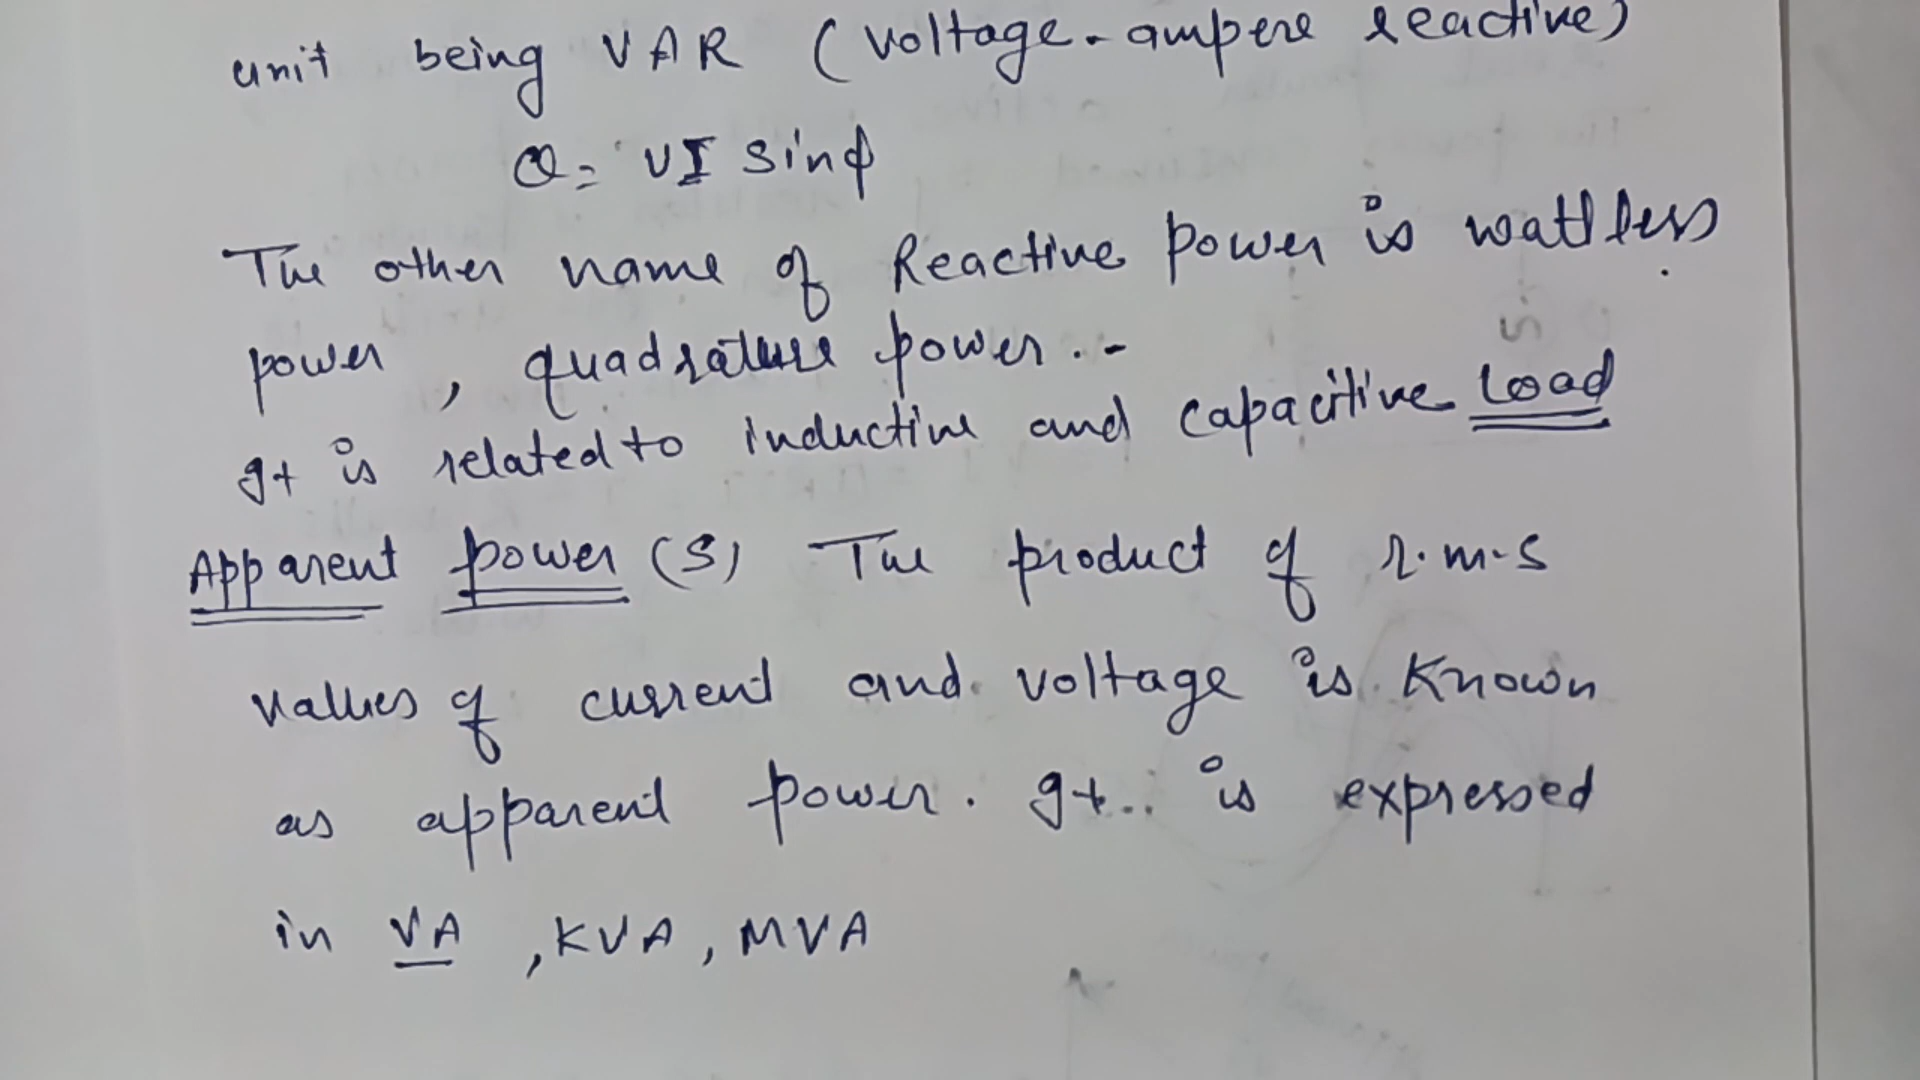 unit being VAR (voltage-ampere reactive)
Q = VI sinϕ
The other name of Reactive power is wattless
power, quadrature power.-
It is related to inductive and capacitive Load
Apparent power (S) The product of r.m.s
values of current and voltage is known
as apparent power. It.. is expressed
in VA, KVA, MVA